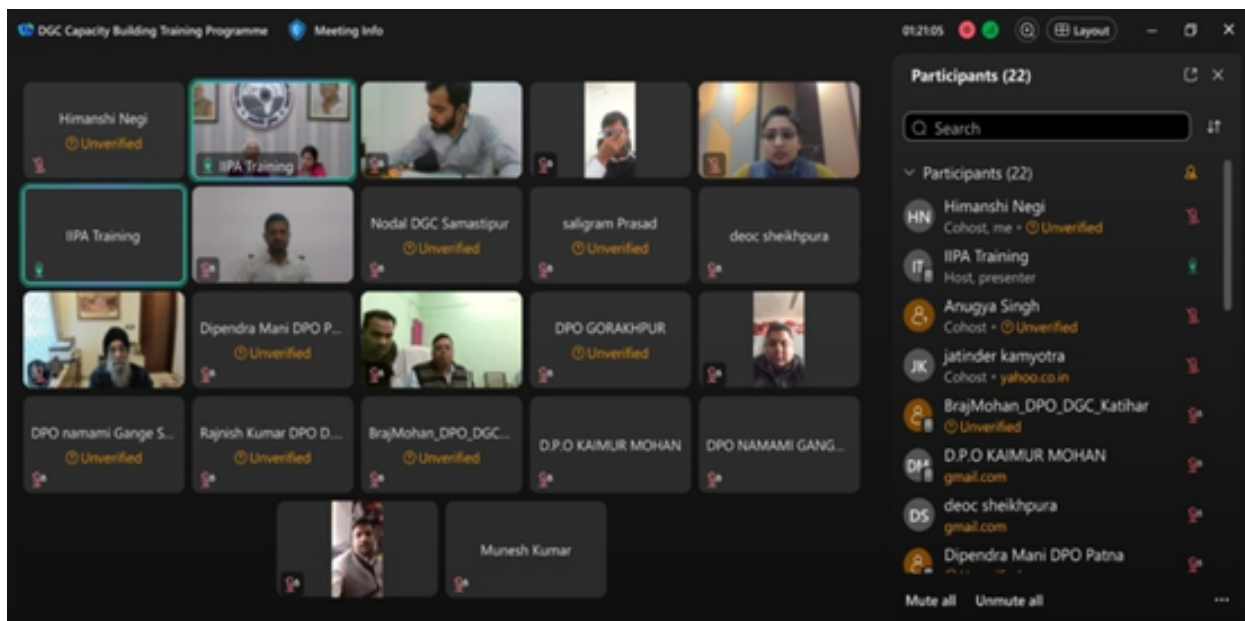 DGC Capacity Building Training Programme
Meeting Info
01:21:05
Layout
Himanshi Negi
Unverified
IIPA Training
IIPA Training
Nodal DGC Samastipur
Unverified
saligram Prasad
Unverified
deoc sheikhpura
Dipendra Mani DPO P...
Unverified
DPO GORAKHPUR
Unverified
DPO namami Gange S...
Unverified
Rajnish Kumar DPO D...
Unverified
BrajMohan_DPO_DGC...
Unverified
D.P.O KAIMUR MOHAN
DPO NAMAMI GANG...
Munesh Kumar
Participants (22)
Search
Participants (22)
HN
Himanshi Negi
Cohost, me • Unverified
IT
IIPA Training
Host, presenter
Anugya Singh
Cohost • Unverified
JK
jatinder kamyotra
Cohost • yahoo.co.in
BrajMohan_DPO_DGC_Katihar
Unverified
DM
D.P.O KAIMUR MOHAN
gmail.com
DS
deoc sheikhpura
gmail.com
Dipendra Mani DPO Patna
Mute all
Unmute all